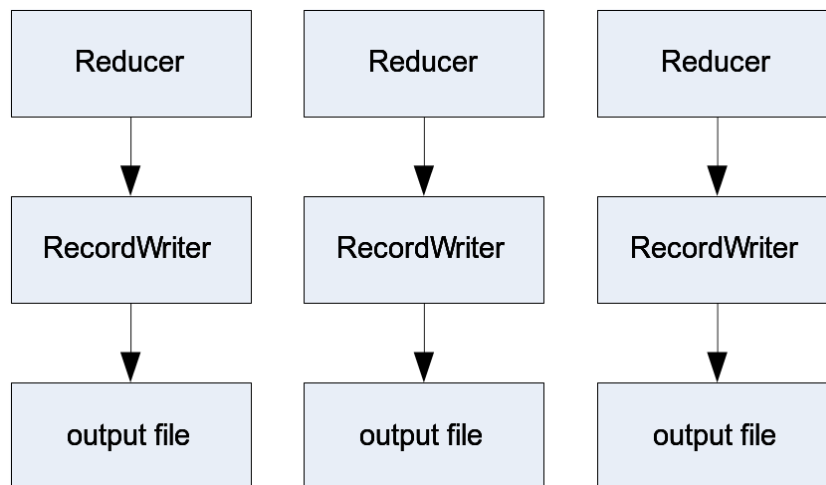 Reducer Reducer Reducer
RecordWriter RecordWriter RecordWriter
output file output file output file